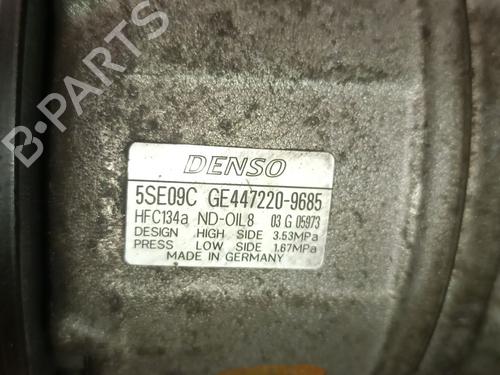 B-PARTS
DENSO
5SE09C GE447220-9685
HFC134a ND-OIL8 03 G 05973
DESIGN HIGH SIDE 3.53MPa
PRESS LOW SIDE 1.67MPa
MADE IN GERMANY